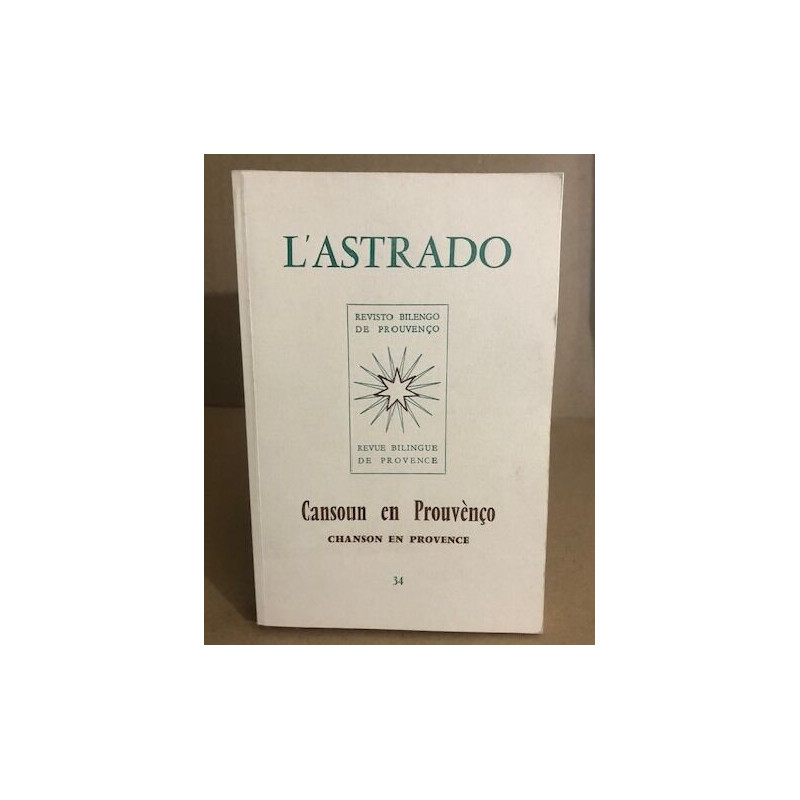 L'ASTRADO
REVISTO BILENGO
DE PROUVENÇO
REVUE BILINGUE
DE PROVENCE
Cansoun en Prouvènço
CHANSON EN PROVENCE
34